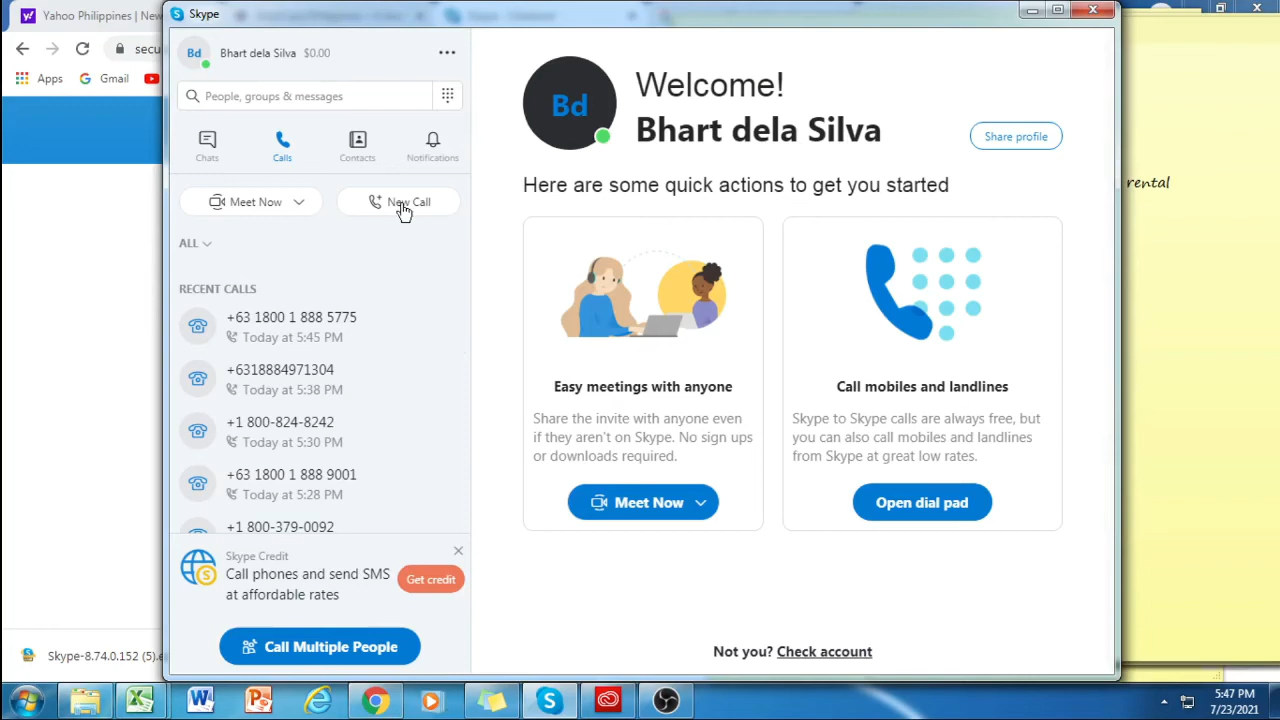 Yahoo Philippines | New
secu
Apps
Gmail
Skype
Bd
Bhart dela Silva $0.00
People, groups & messages
Chats
Calls
Contacts
Notifications
Meet Now
New Call
ALL
RECENT CALLS
+63 1800 1 888 5775
Today at 5:45 PM
+6318884971304
Today at 5:38 PM
+1 800-824-8242
Today at 5:30 PM
+63 1800 1 888 9001
Today at 5:28 PM
+1 800-379-0092
Skype Credit
Call phones and send SMS
at affordable rates
Get credit
Call Multiple People
Bd
Welcome!
Bhart dela Silva
Share profile
Here are some quick actions to get you started
Easy meetings with anyone
Share the invite with anyone even
if they aren't on Skype. No sign ups
or downloads required.
Meet Now
Call mobiles and landlines
Skype to Skype calls are always free, but
you can also call mobiles and landlines
from Skype at great low rates.
Open dial pad
Not you? Check account
rental
Skype-8.74.0.152 (5).e
5:47 PM
7/23/2021